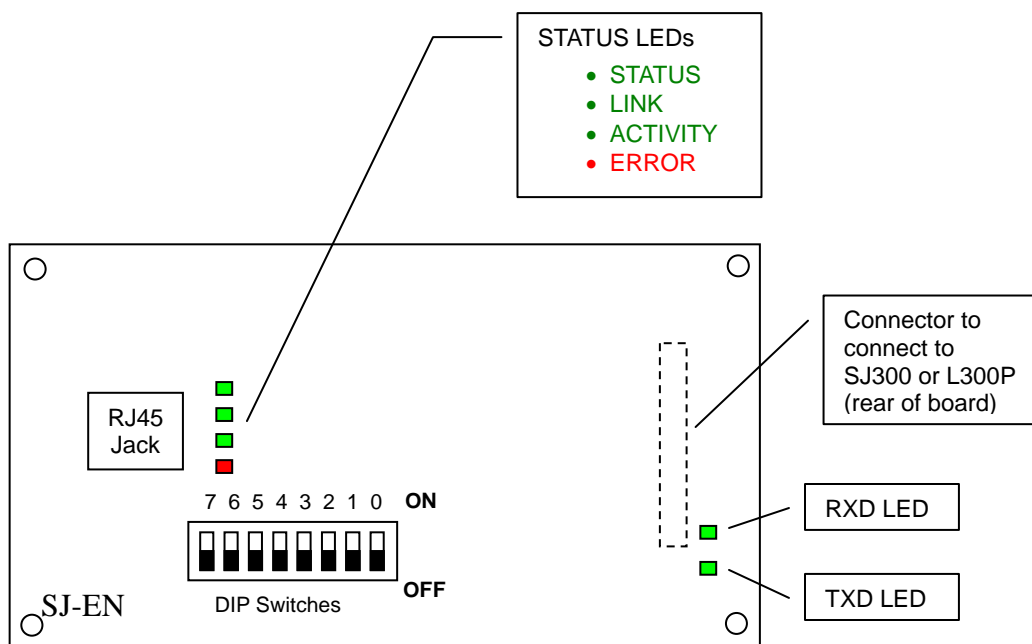 STATUS LEDs
• STATUS
• LINK
• ACTIVITY
• ERROR
Connector to
connect to
SJ300 or L300P
(rear of board)
RJ45
Jack
7 6 5 4 3 2 1 0 ON
RXD LED
OFF
SJ-EN
DIP Switches
TXD LED